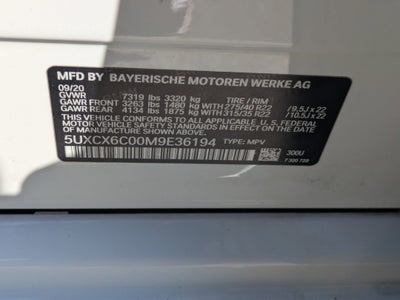 MFD BY BAYERISCHE MOTOREN WERKE AG
09/20
GVWR 7319 lbs 3320 kg TIRE / RIM
GAWR FRONT 3263 lbs 1480 kg WITH 275/40 R22 /9.5J x 22
GAWR REAR 4134 lbs 1875 kg WITH 315/35 R22 /10.5J x 22
THIS VEHICLE CONFORMS TO ALL APPLICABLE U.S. FEDERAL
MOTOR VEHICLE SAFETY
IN EFFECT ON THE DATE OF MANUFACTURE SHOWN ABOVE.
5UXCX6C00M9E36194 TYPE: MPV 300U